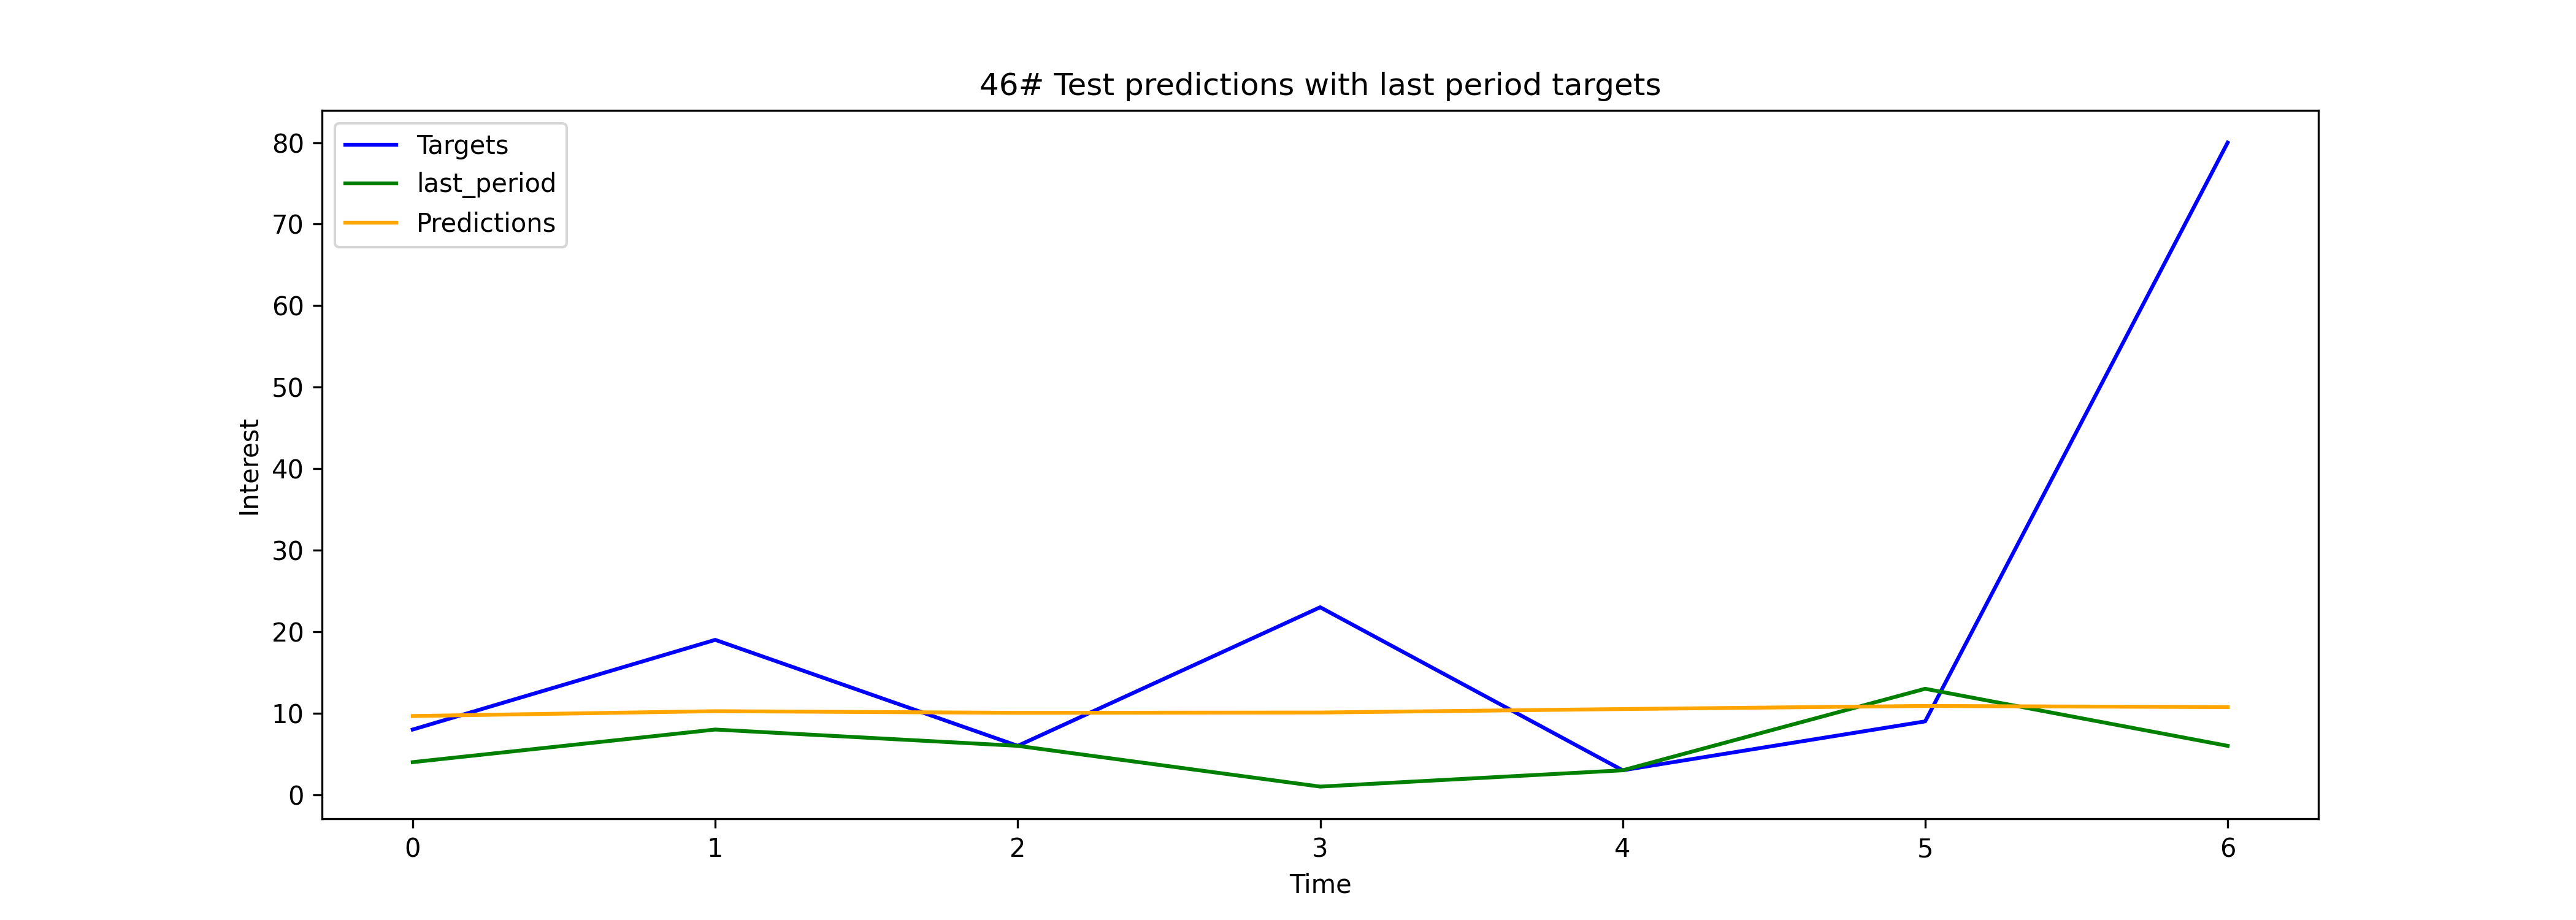 46# Test predictions with last period targets
Targets
last_period
Predictions
80
70
60
50
40
30
20
10
0
Interest
0 1 2 3 4 5 6
Time